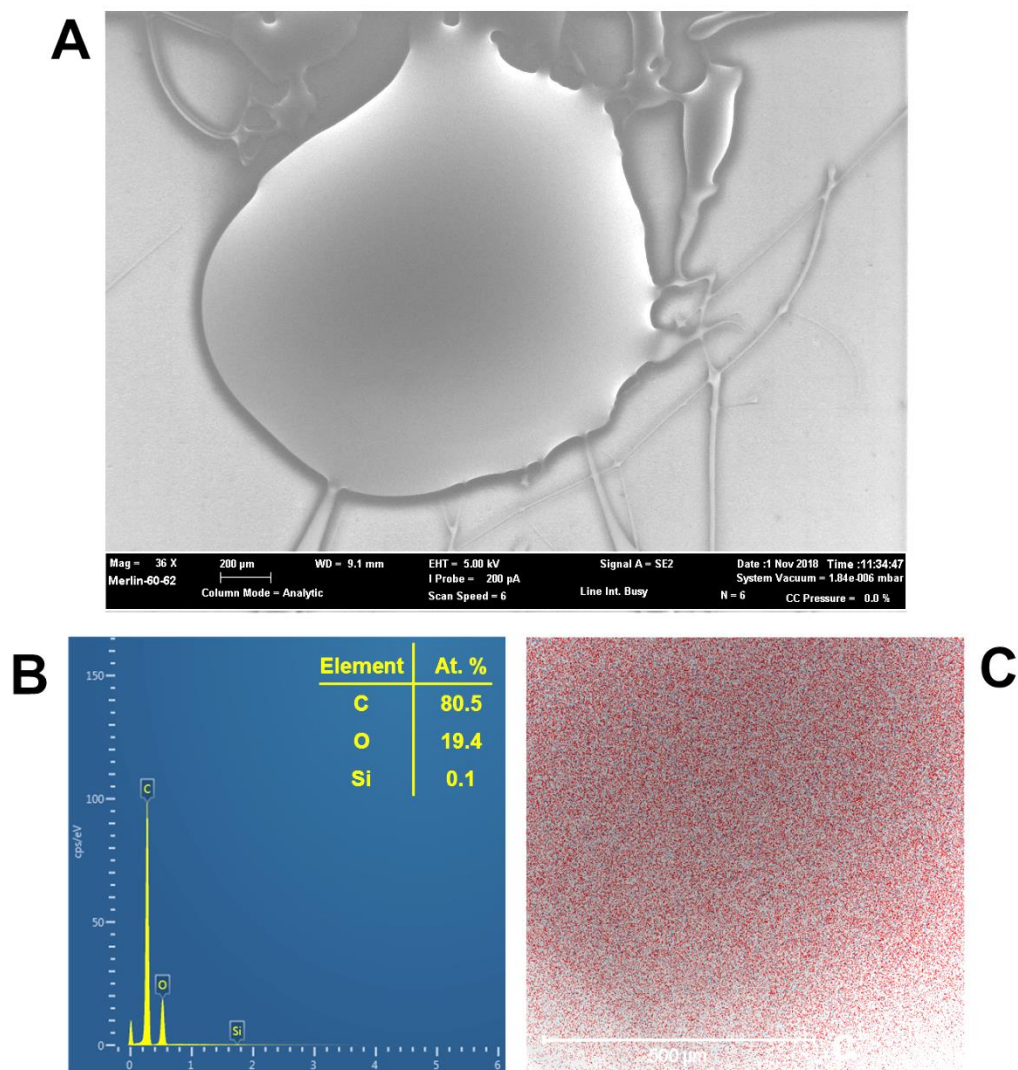 A
Mag = 36 X 200 µm WD = 9.1 mm EHT = 5.00 kV Signal A = SE2 Date :1 Nov 2018 Time :11:34:47
Merlin-60-62 I Probe = 200 pA System Vacuum = 1.84e-006 mbar
Column Mode = Analytic Scan Speed = 6 Line Int. Busy N = 6 CC Pressure = 0.0 %
B
Element At. %
C 80.5
O 19.4
Si 0.1
150
100
50
0
cps/eV
C
O
Si
0 1 2 3 4 5 6
C
500 µm
C